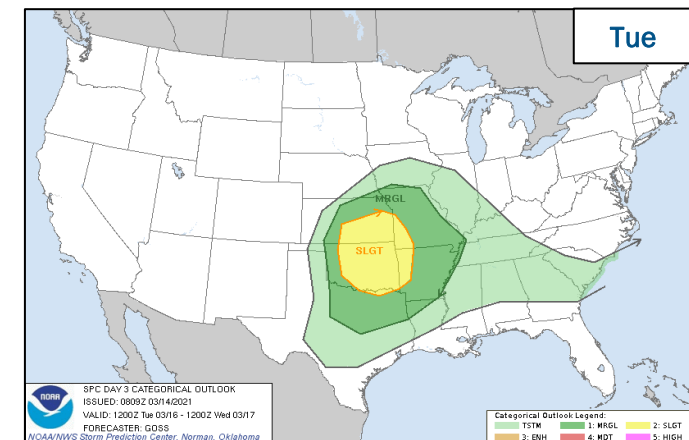 Tue
MRGL
SLGT
NOAA
SPC DAY 3 CATEGORICAL OUTLOOK
ISSUED: 0809Z 03/14/2021
VALID: 1200Z Tue 03/16 - 1200Z Wed 03/17
FORECASTER: GOSS
NOAA/NWS Storm Prediction Center, Norman, Oklahoma
Categorical Outlook Legend:
TSTM 1: MRGL 2: SLGT
3: ENH 4: MDT 5: HIGH